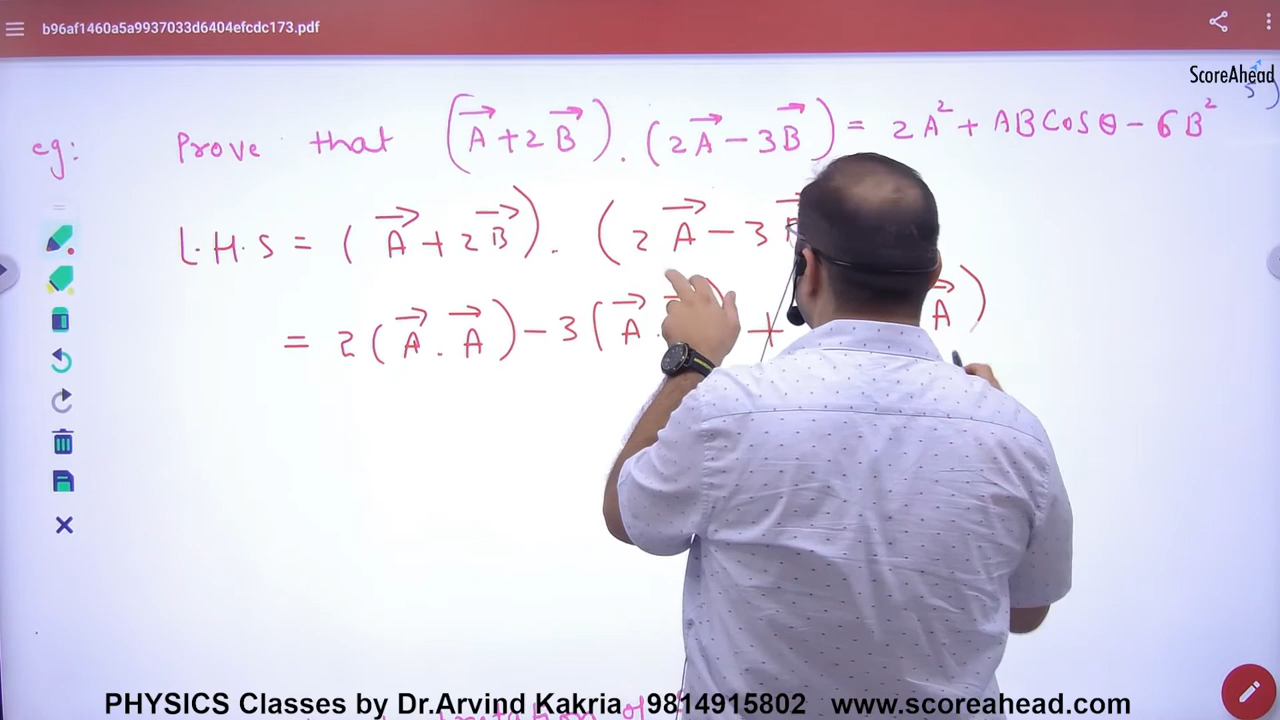 b96af1460a5a9937033d6404efcdc173.pdf
ScoreAhead
eg: Prove that (A⃗ + 2B⃗) . (2A⃗ − 3B⃗) = 2A² + AB Cos θ − 6B²
L.H.S = (A⃗ + 2B⃗) . (2A⃗ − 3
= 2(A⃗ . A⃗) − 3(A⃗ . ) + A⃗)
of
PHYSICS Classes by Dr.Arvind Kakria 9814915802 www.scoreahead.com